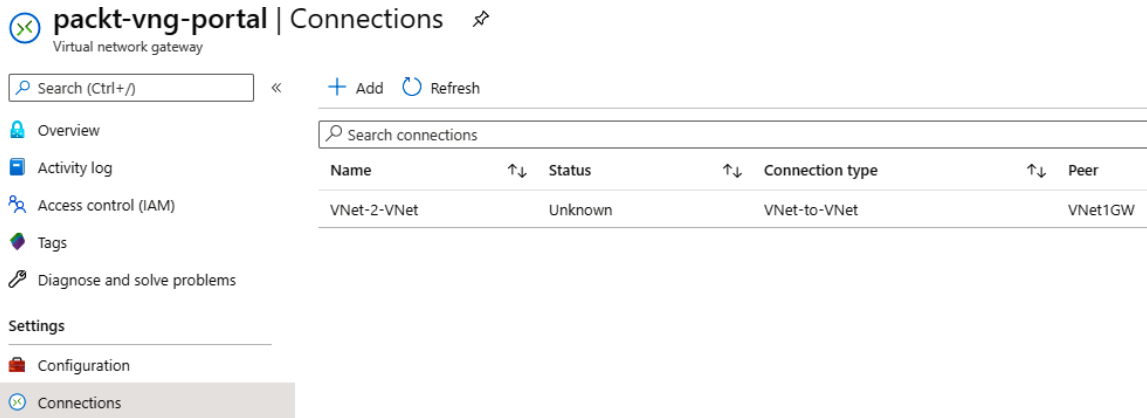 packt-vng-portal | Connections
Virtual network gateway
Search (Ctrl+/)
Overview
Activity log
Access control (IAM)
Tags
Diagnose and solve problems
Settings
Configuration
Connections
Add Refresh
Search connections
Name Status Connection type Peer
VNet-2-VNet Unknown VNet-to-VNet VNet1GW